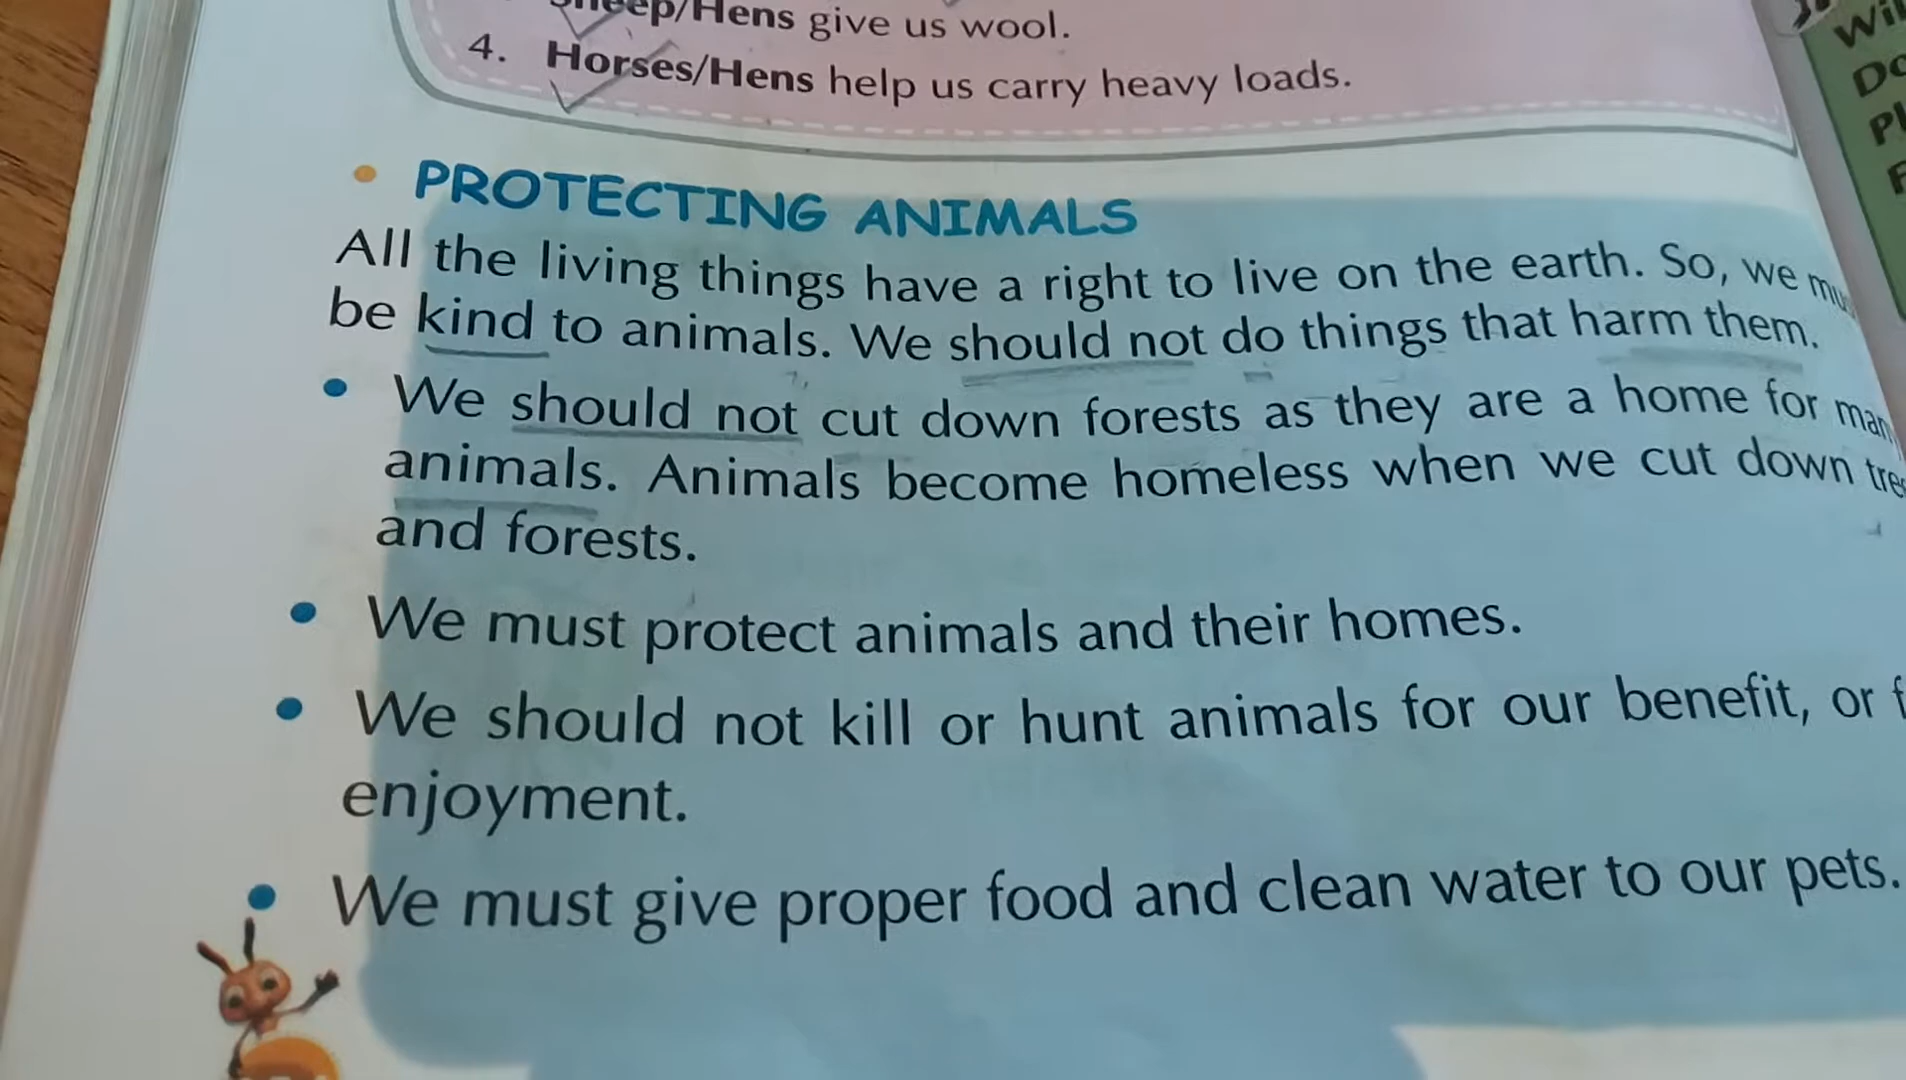 Sheep/Hens give us wool.
4. Horses/Hens help us carry heavy loads.
• PROTECTING ANIMALS
All the living things have a right to live on the earth. So, we
be kind to animals. We should not do things that harm them.
• We should not cut down forests as they are a home for
animals. Animals become homeless when we cut down
and forests.
• We must protect animals and their homes.
• We should not kill or hunt animals for our benefit, or
enjoyment.
• We must give proper food and clean water to our pets.